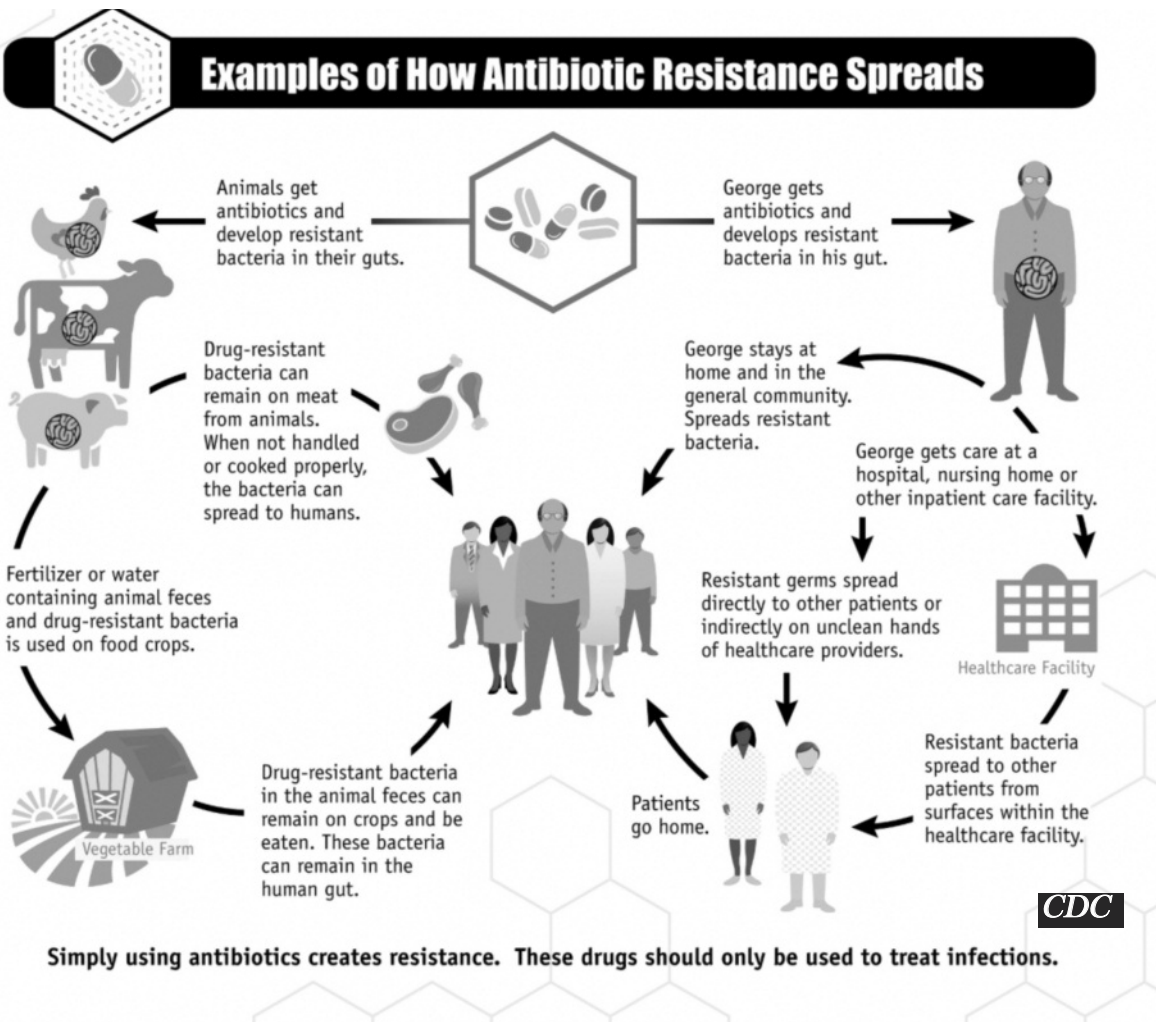 Examples of How Antibiotic Resistance Spreads
Animals get
antibiotics and
develop resistant
bacteria in their guts.
George gets
antibiotics and
develops resistant
bacteria in his gut.
Drug-resistant
bacteria can
remain on meat
from animals.
When not handled
or cooked properly,
the bacteria can
spread to humans.
George stays at
home and in the
general community.
Spreads resistant
bacteria.
George gets care at a
hospital, nursing home or
other inpatient care facility.
Fertilizer or water
containing animal feces
and drug-resistant bacteria
is used on food crops.
Resistant germs spread
directly to other patients or
indirectly on unclean hands
of healthcare providers.
Healthcare Facility
Vegetable Farm
Drug-resistant bacteria
in the animal feces can
remain on crops and be
eaten. These bacteria
can remain in the
human gut.
Patients
go home.
Resistant bacteria
spread to other
patients from
surfaces within the
healthcare facility.
CDC
Simply using antibiotics creates resistance. These drugs should only be used to treat infections.